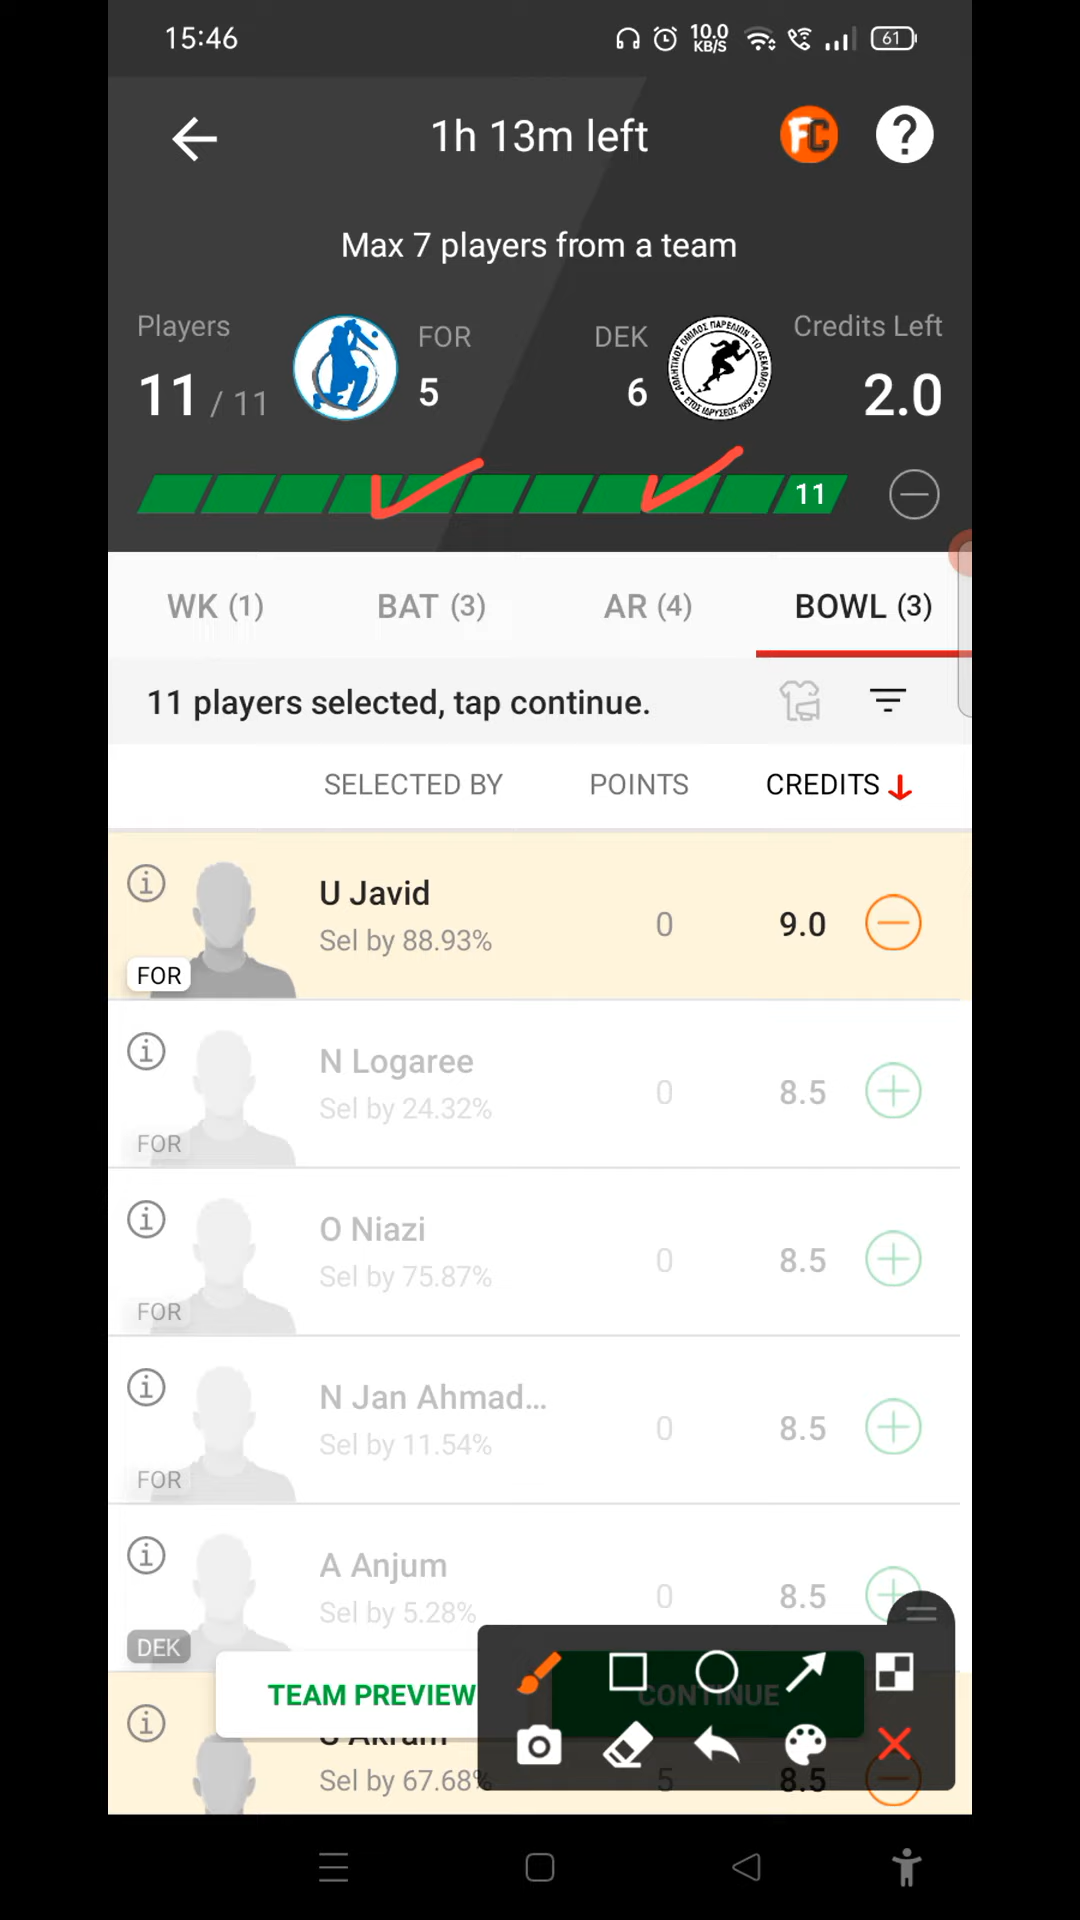 15:46
10.0
KB/S
61
1h 13m left
FC
?
Max 7 players from a team
Players
11 / 11
FOR
5
DEK
6
Credits Left
2.0
11
WK (1)
BAT (3)
AR (4)
BOWL (3)
11 players selected, tap continue.
SELECTED BY
POINTS
CREDITS
U Javid
Sel by 88.93%
0
9.0
FOR
N Logaree
Sel by 24.32%
0
8.5
FOR
O Niazi
Sel by 75.87%
0
8.5
FOR
N Jan Ahmad...
Sel by 11.54%
0
8.5
FOR
A Anjum
Sel by 5.28%
0
8.5
DEK
TEAM PREVIEW
CONTINUE
Akram
Sel by 67.68%
5
8.5